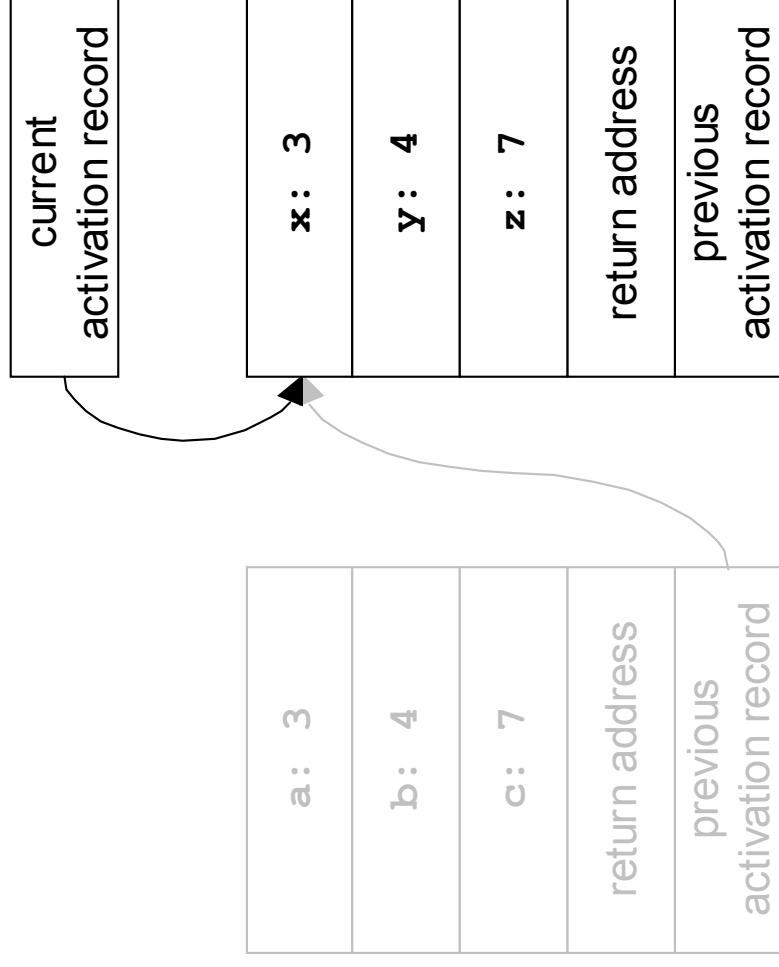 current
activation record
a: 3
b: 4
c: 7
return address
previous
activation record
x: 3
y: 4
z: 7
return address
previous
activation record